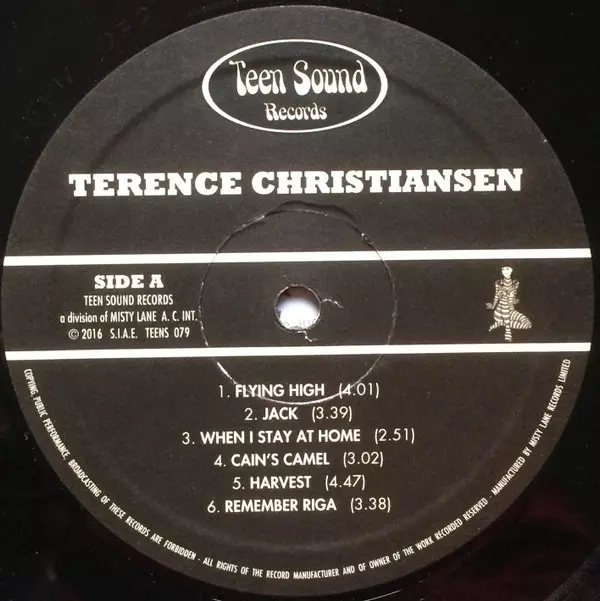 Teen Sound
Records
TERENCE CHRISTIANSEN
SIDE A
TEEN SOUND RECORDS
a division of MISTY LANE A. C. INT.
© 2016 S.I.A.E. TEENS 079
1. FLYING HIGH (4.01)
2. JACK (3.39)
3. WHEN I STAY AT HOME (2.51)
4. CAIN'S CAMEL (3.02)
5. HARVEST (4.47)
6. REMEMBER RIGA (3.38)
COPYING, PUBLIC PERFORMANCE, BROADCASTING OF THESE RECORDS ARE FORBIDDEN - ALL RIGHTS OF THE RECORD MANUFACTURER AND OF OWNER OF THE WORK RECORDED RESERVED - MANUFACTURED BY MISTY LANE RECORDS LIMITED